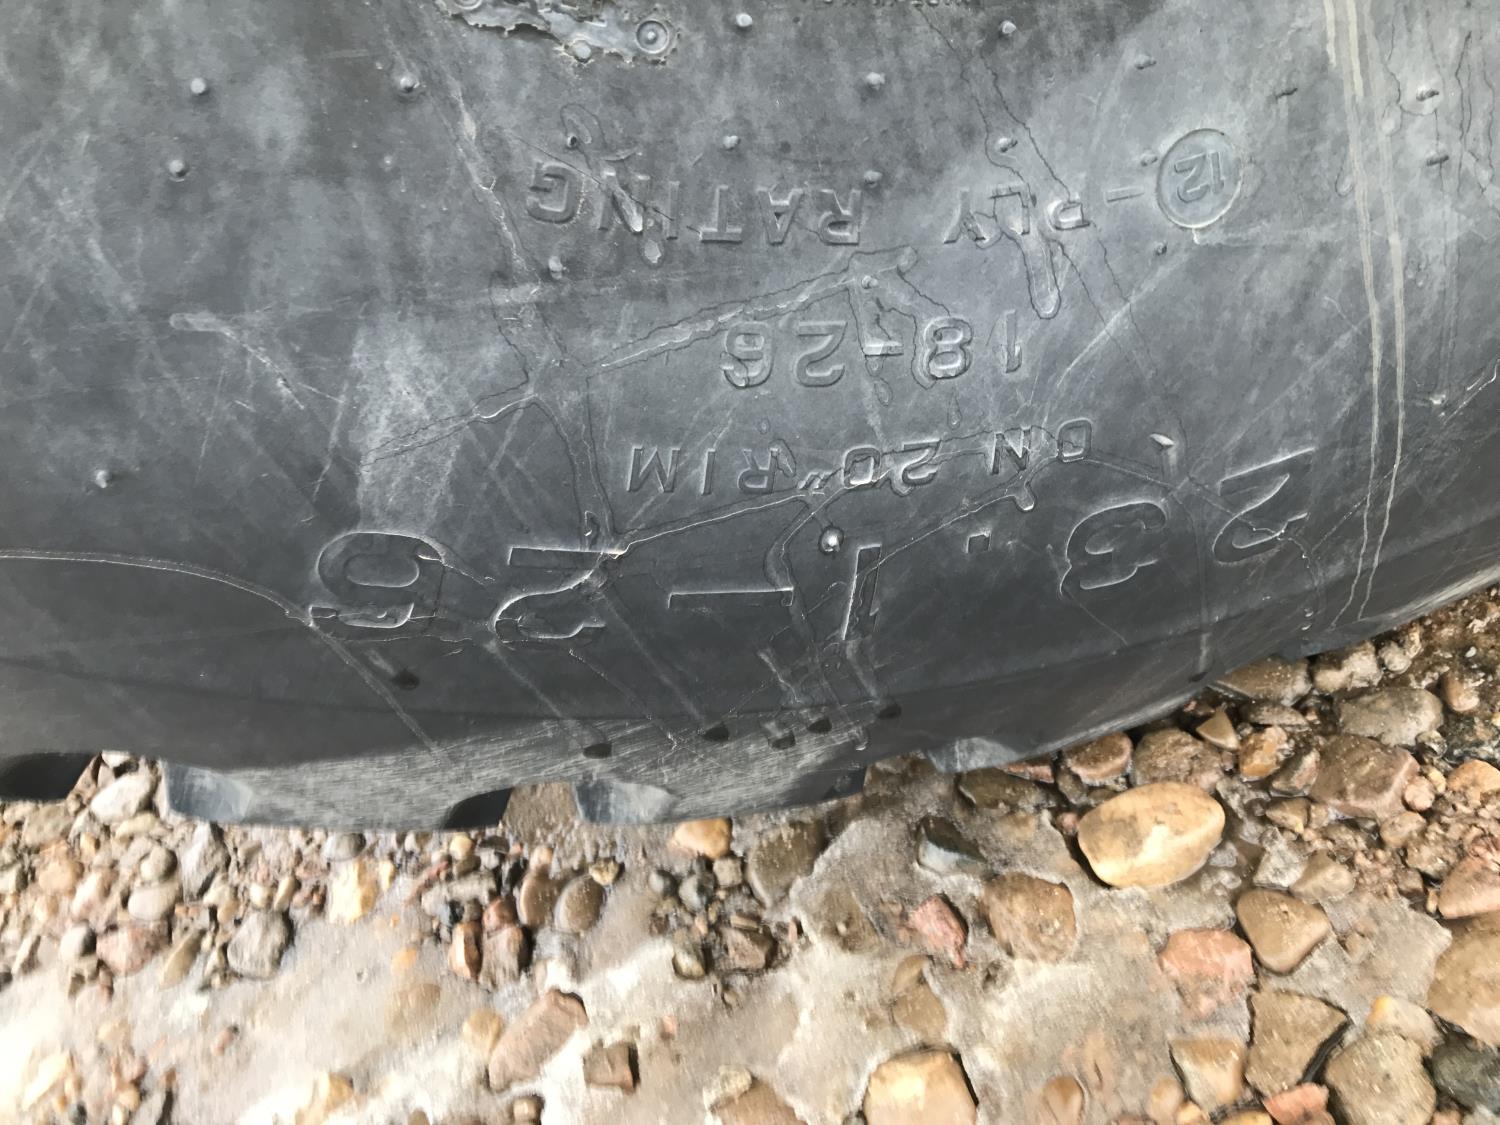 23.1-26
ON 20" RIM
18-26
12-PLY RATING